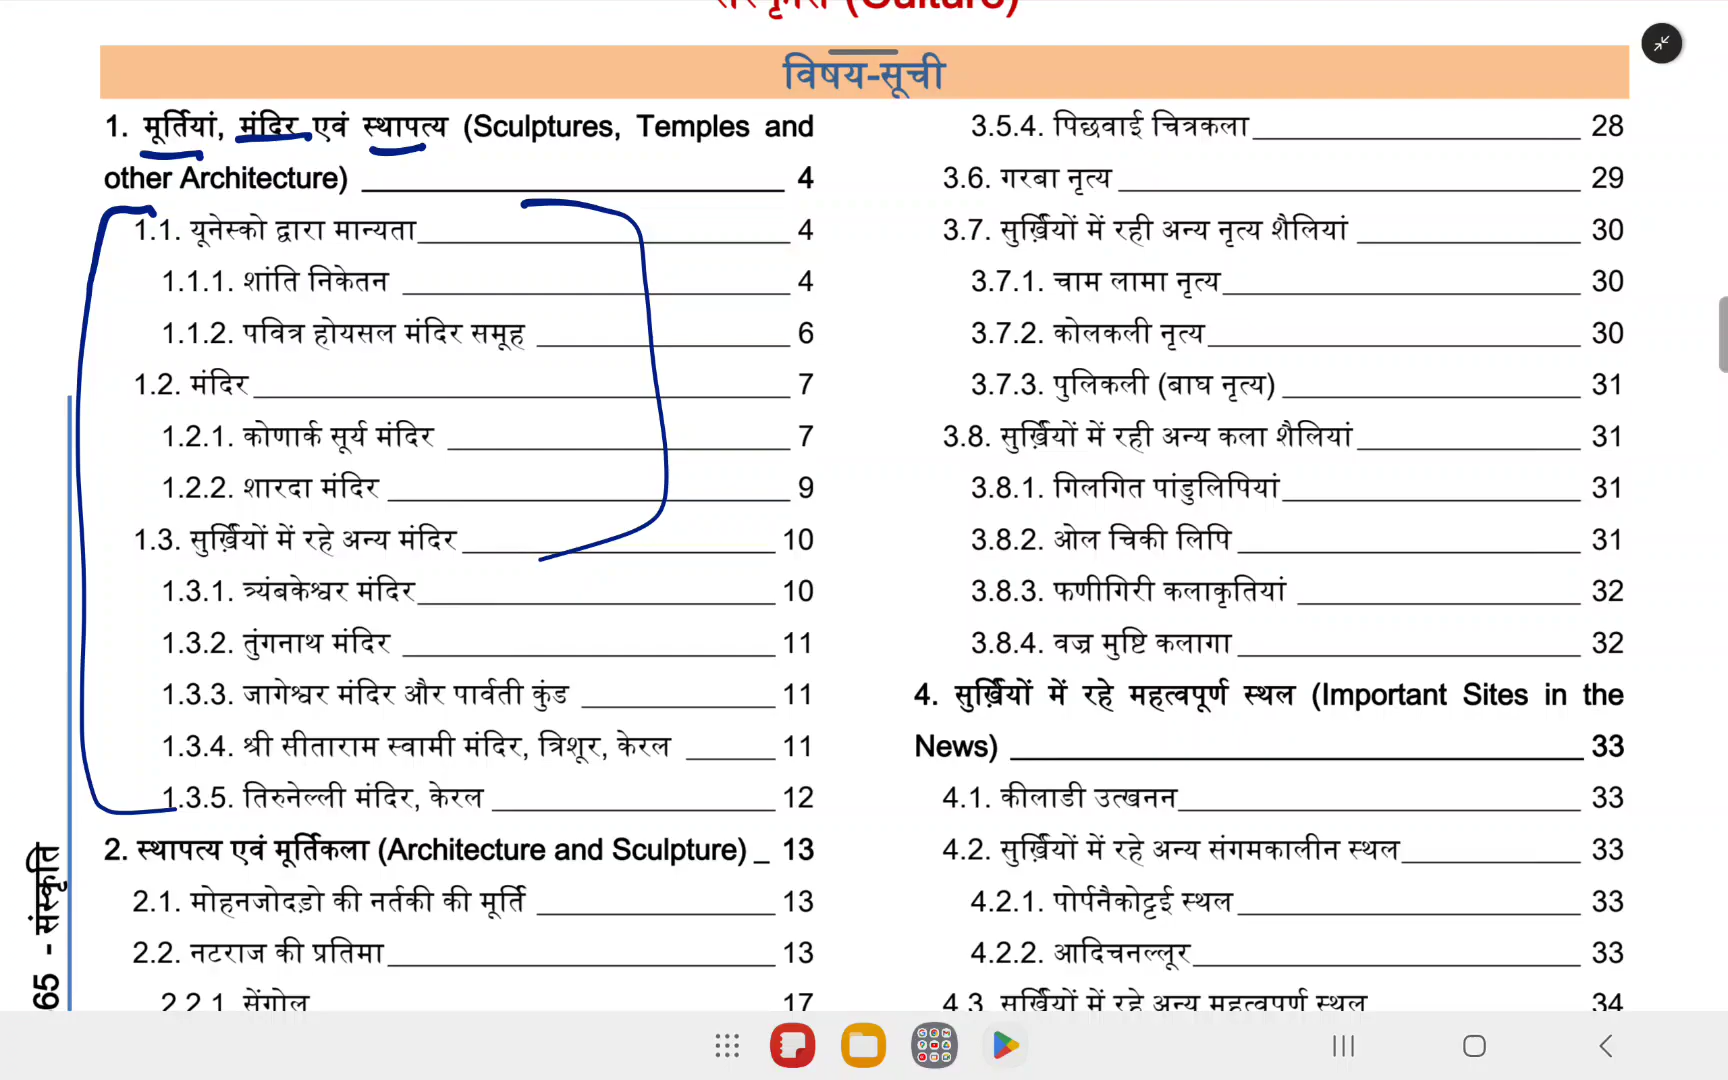 विषय-सूची
1. मूर्तियां, मंदिर एवं स्थापत्य (Sculptures, Temples and
other Architecture) 4
1.1. यूनेस्को द्वारा मान्यता 4
1.1.1. शांति निकेतन 4
1.1.2. पवित्र होयसल मंदिर समूह 6
1.2. मंदिर 7
1.2.1. कोणार्क सूर्य मंदिर 7
1.2.2. शारदा मंदिर 9
1.3. सुर्ख़ियों में रहे अन्य मंदिर 10
1.3.1. त्र्यंबकेश्वर मंदिर 10
1.3.2. तुंगनाथ मंदिर 11
1.3.3. जागेश्वर मंदिर और पार्वती कुंड 11
1.3.4. श्री सीताराम स्वामी मंदिर, त्रिशूर, केरल 11
1.3.5. तिरुनेल्ली मंदिर, केरल 12
2. स्थापत्य एवं मूर्तिकला (Architecture and Sculpture) 13
2.1. मोहनजोदड़ो की नर्तकी की मूर्ति 13
2.2. नटराज की प्रतिमा 13
2.2.1. सेंगोल 17
3.5.4. पिछवाई चित्रकला 28
3.6. गरबा नृत्य 29
3.7. सुर्ख़ियों में रही अन्य नृत्य शैलियां 30
3.7.1. चाम लामा नृत्य 30
3.7.2. कोलकली नृत्य 30
3.7.3. पुलिकली (बाघ नृत्य) 31
3.8. सुर्ख़ियों में रही अन्य कला शैलियां 31
3.8.1. गिलगित पांडुलिपियां 31
3.8.2. ओल चिकी लिपि 31
3.8.3. फणीगिरी कलाकृतियां 32
3.8.4. वज्र मुष्टि कलागा 32
4. सुर्ख़ियों में रहे महत्वपूर्ण स्थल (Important Sites in the
News) 33
4.1. कीलाडी उत्खनन 33
4.2. सुर्ख़ियों में रहे अन्य संगमकालीन स्थल 33
4.2.1. पोर्पनैकोट्टई स्थल 33
4.2.2. आदिचनल्लूर 33
4.3. सुर्ख़ियों में रहे अन्य महत्वपूर्ण स्थल 34
65 - संस्कृति